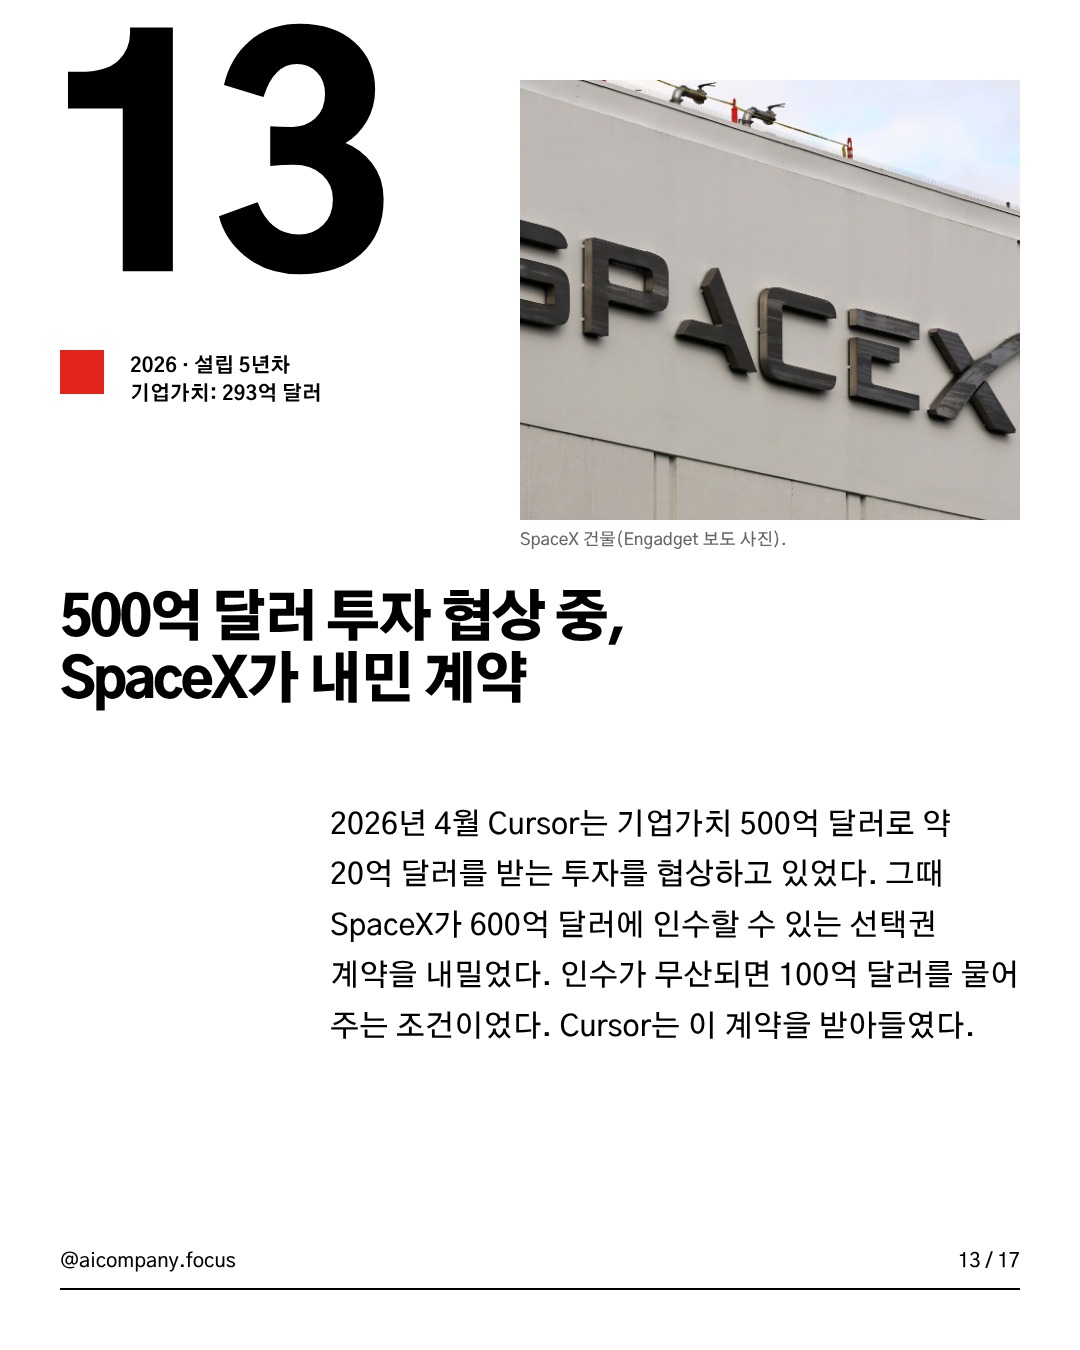 13
2026 · 설립 5년차
기업가치: 293억 달러
SPACEX
SpaceX 건물(Engadget 보도 사진).
500억 달러 투자 협상 중,
SpaceX가 내민 계약
2026년 4월 Cursor는 기업가치 500억 달러로 약
20억 달러를 받는 투자를 협상하고 있었다. 그때
SpaceX가 600억 달러에 인수할 수 있는 선택권
계약을 내밀었다. 인수가 무산되면 100억 달러를 물어
주는 조건이었다. Cursor는 이 계약을 받아들였다.
@aicompany.focus
13 / 17